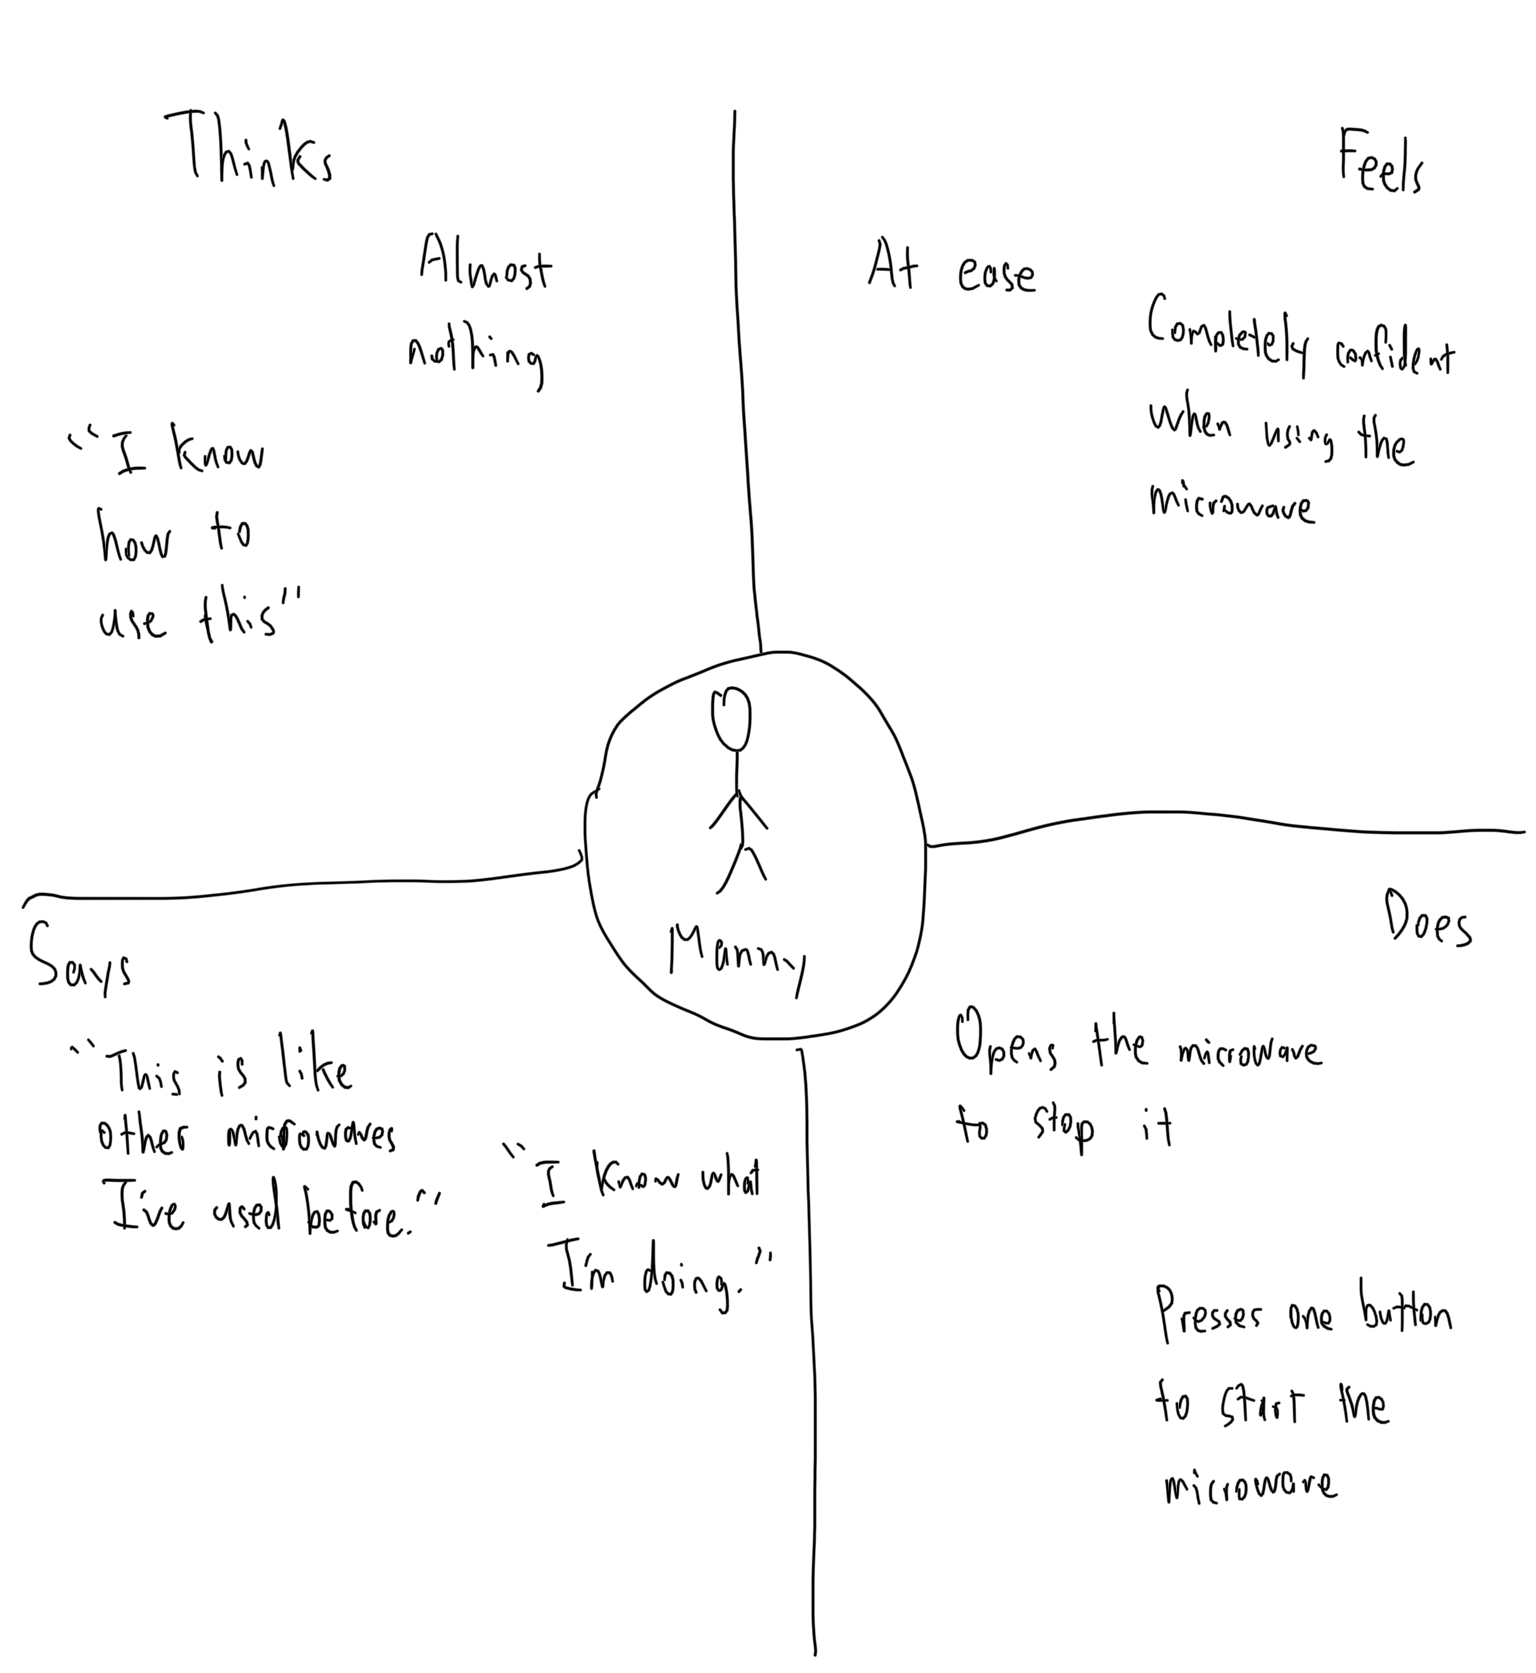 Thinks
Almost
nothing
"I know
how to
use this"
Feels
At ease
Completely confident
when using the
microwave
Manny
Says
"This is like
other microwaves
I've used before."
"I know what
I'm doing."
Does
Opens the microwave
to stop it
Presses one button
to start the
microwave